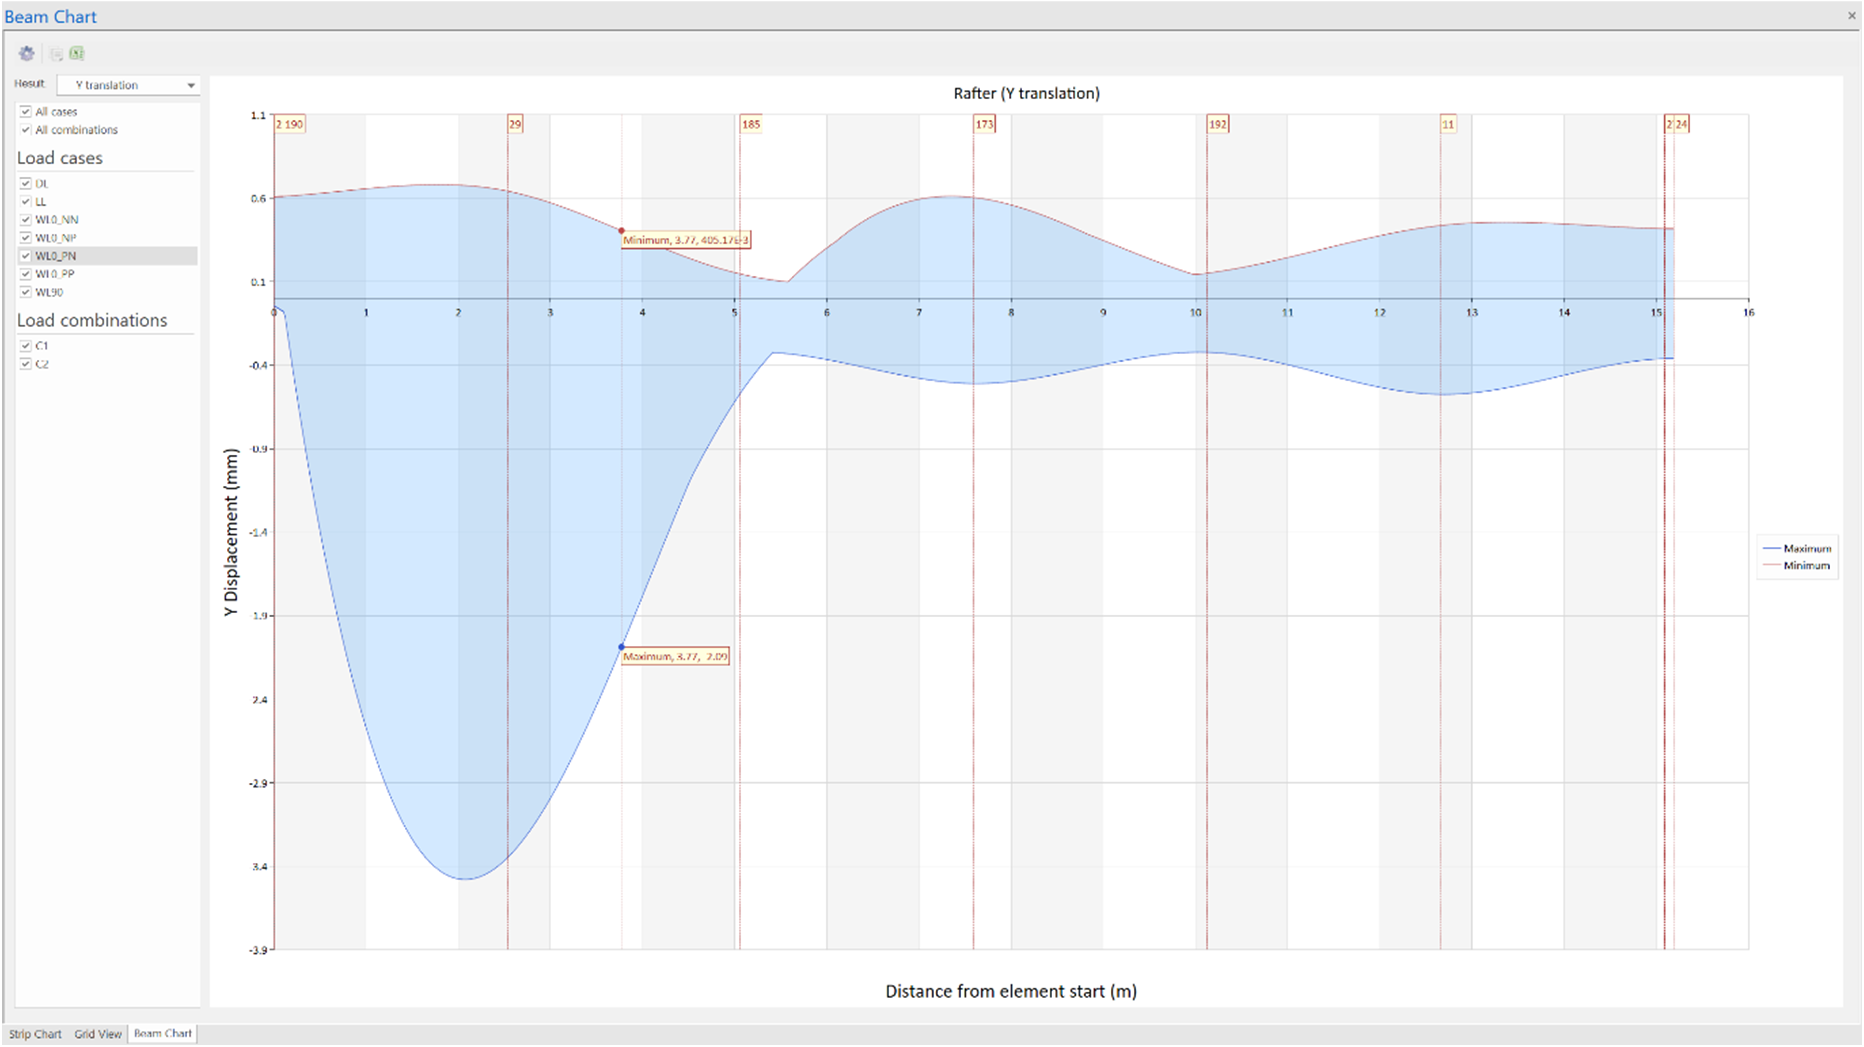 Beam Chart
Result
Y translation
All cases
All combinations
Load cases
DL
LL
WL0_NN
WL0_NP
WL0_PN
WL0_PP
WL90
Load combinations
C1
C2
Rafter (Y translation)
2 190
29
185
173
192
11
2 24
1.1
0.6
0.1
-0.4
-0.9
-1.4
-1.9
2.4
-2.9
3.4
-3.9
0 1 2 3 4 5 6 7 8 9 10 11 12 13 14 15 16
Minimum, 3.77, 405.17E-3
Maximum, 3.77, 2.09
Y Displacement (mm)
Distance from element start (m)
Maximum
Minimum
Strip Chart Grid View Beam Chart